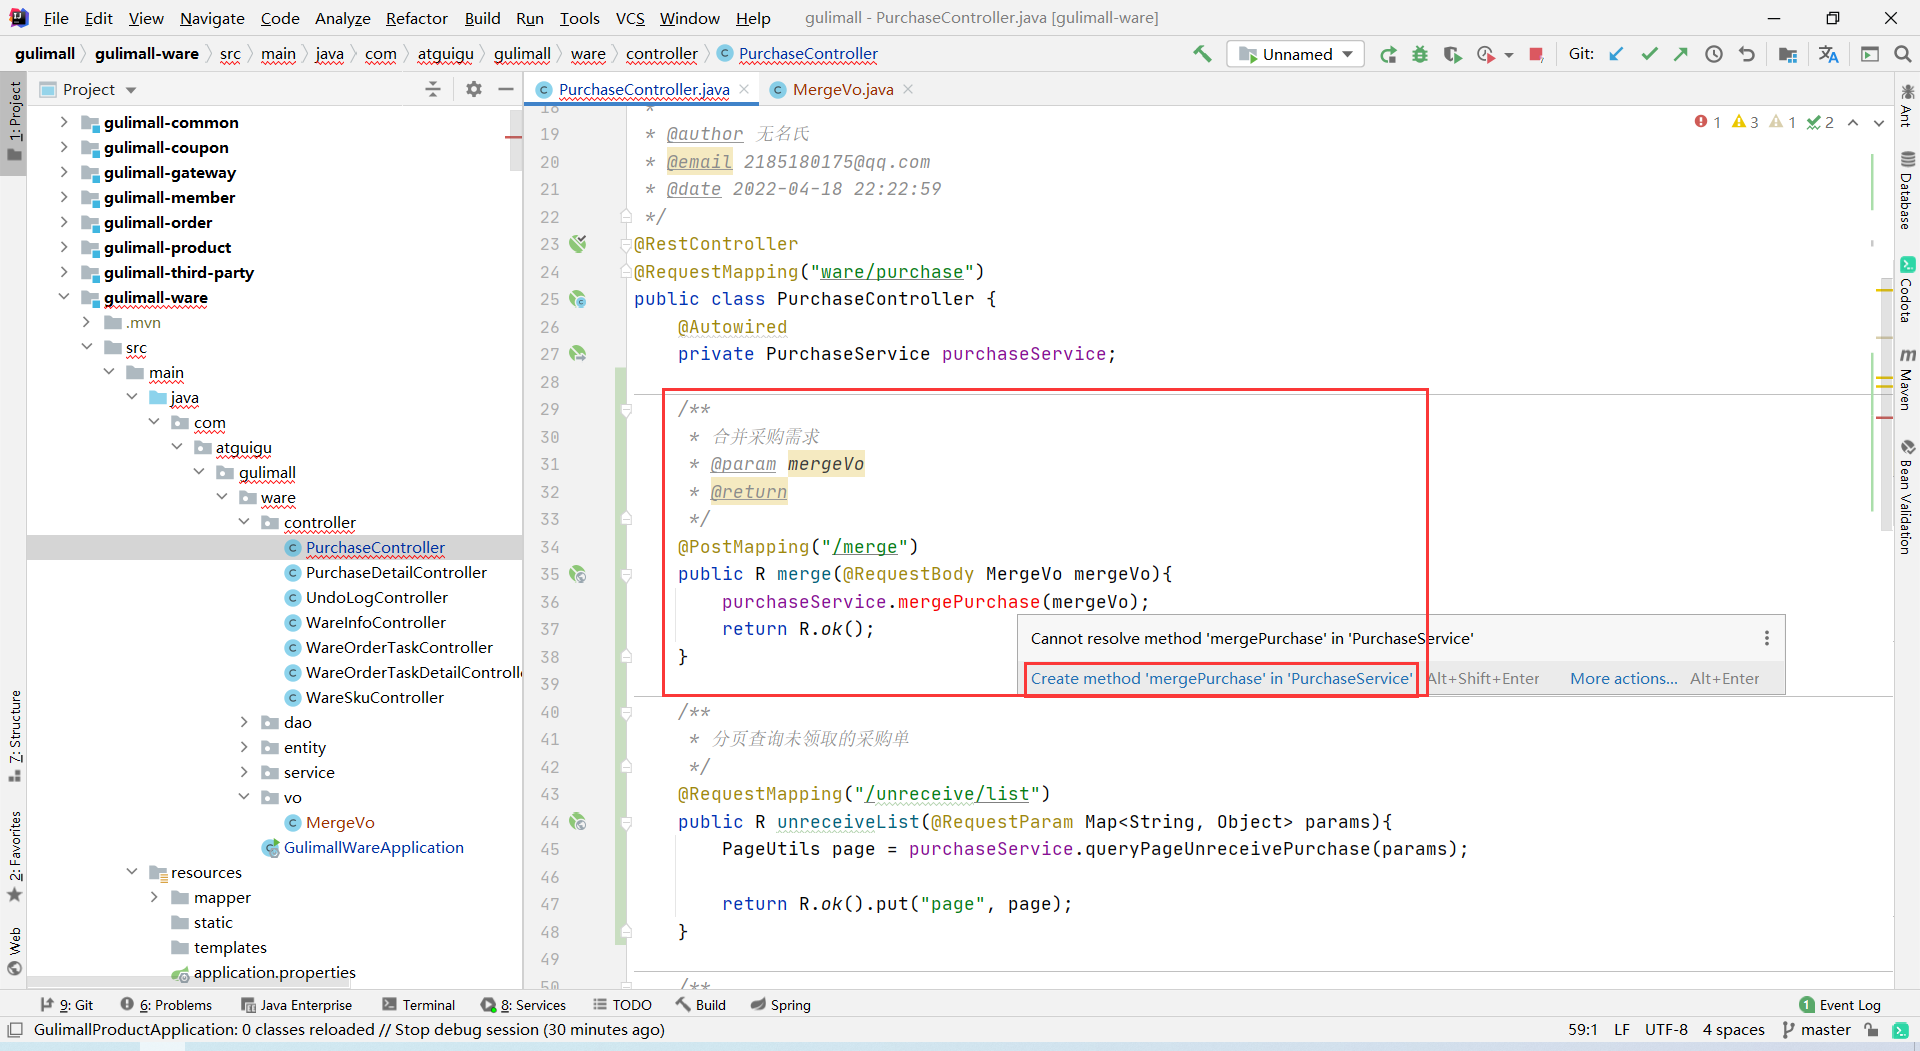 File Edit View Navigate Code Analyze Refactor Build Run Tools VCS Window Help gulimall - PurchaseController.java [gulimall-ware]
gulimall gulimall-ware src main java com atguigu gulimall ware controller PurchaseController Unnamed Git:
Project
PurchaseController.java MergeVo.java
1: Project
7: Structure
2: Favorites
Web
gulimall-common
gulimall-coupon
gulimall-gateway
gulimall-member
gulimall-order
gulimall-product
gulimall-third-party
gulimall-ware
.mvn
src
main
java
com
atguigu
gulimall
ware
controller
PurchaseController
PurchaseDetailController
UndoLogController
WareInfoController
WareOrderTaskController
WareOrderTaskDetailControlle
WareSkuController
dao
entity
service
vo
MergeVo
GulimallWareApplication
resources
mapper
static
templates
application.properties
1 3 1 2
18 *
19 * @author 无名氏
20 * @email 2185180175@qq.com
21 * @date 2022-04-18 22:22:59
22 */
23 @RestController
24 @RequestMapping("ware/purchase")
25 public class PurchaseController {
26 @Autowired
27 private PurchaseService purchaseService;
28
29 /**
30 * 合并采购需求
31 * @param mergeVo
32 * @return
33 */
34 @PostMapping("/merge")
35 public R merge(@RequestBody MergeVo mergeVo){
36 purchaseService.mergePurchase(mergeVo);
37 return R.ok();
38 }
39
Cannot resolve method 'mergePurchase' in 'PurchaseService'
Create method 'mergePurchase' in 'PurchaseService' Alt+Shift+Enter More actions... Alt+Enter
40 /**
41 * 分页查询未领取的采购单
42 */
43 @RequestMapping("/unreceive/list")
44 public R unreceiveList(@RequestParam Map<String, Object> params){
45 PageUtils page = purchaseService.queryPageUnreceivePurchase(params);
46
47 return R.ok().put("page", page);
48 }
49
50 /**
Ant
Database
Codota
Maven
Bean Validation
9: Git 6: Problems Java Enterprise Terminal 8: Services TODO Build Spring 1 Event Log
GulimallProductApplication: 0 classes reloaded // Stop debug session (30 minutes ago) 59:1 LF UTF-8 4 spaces master